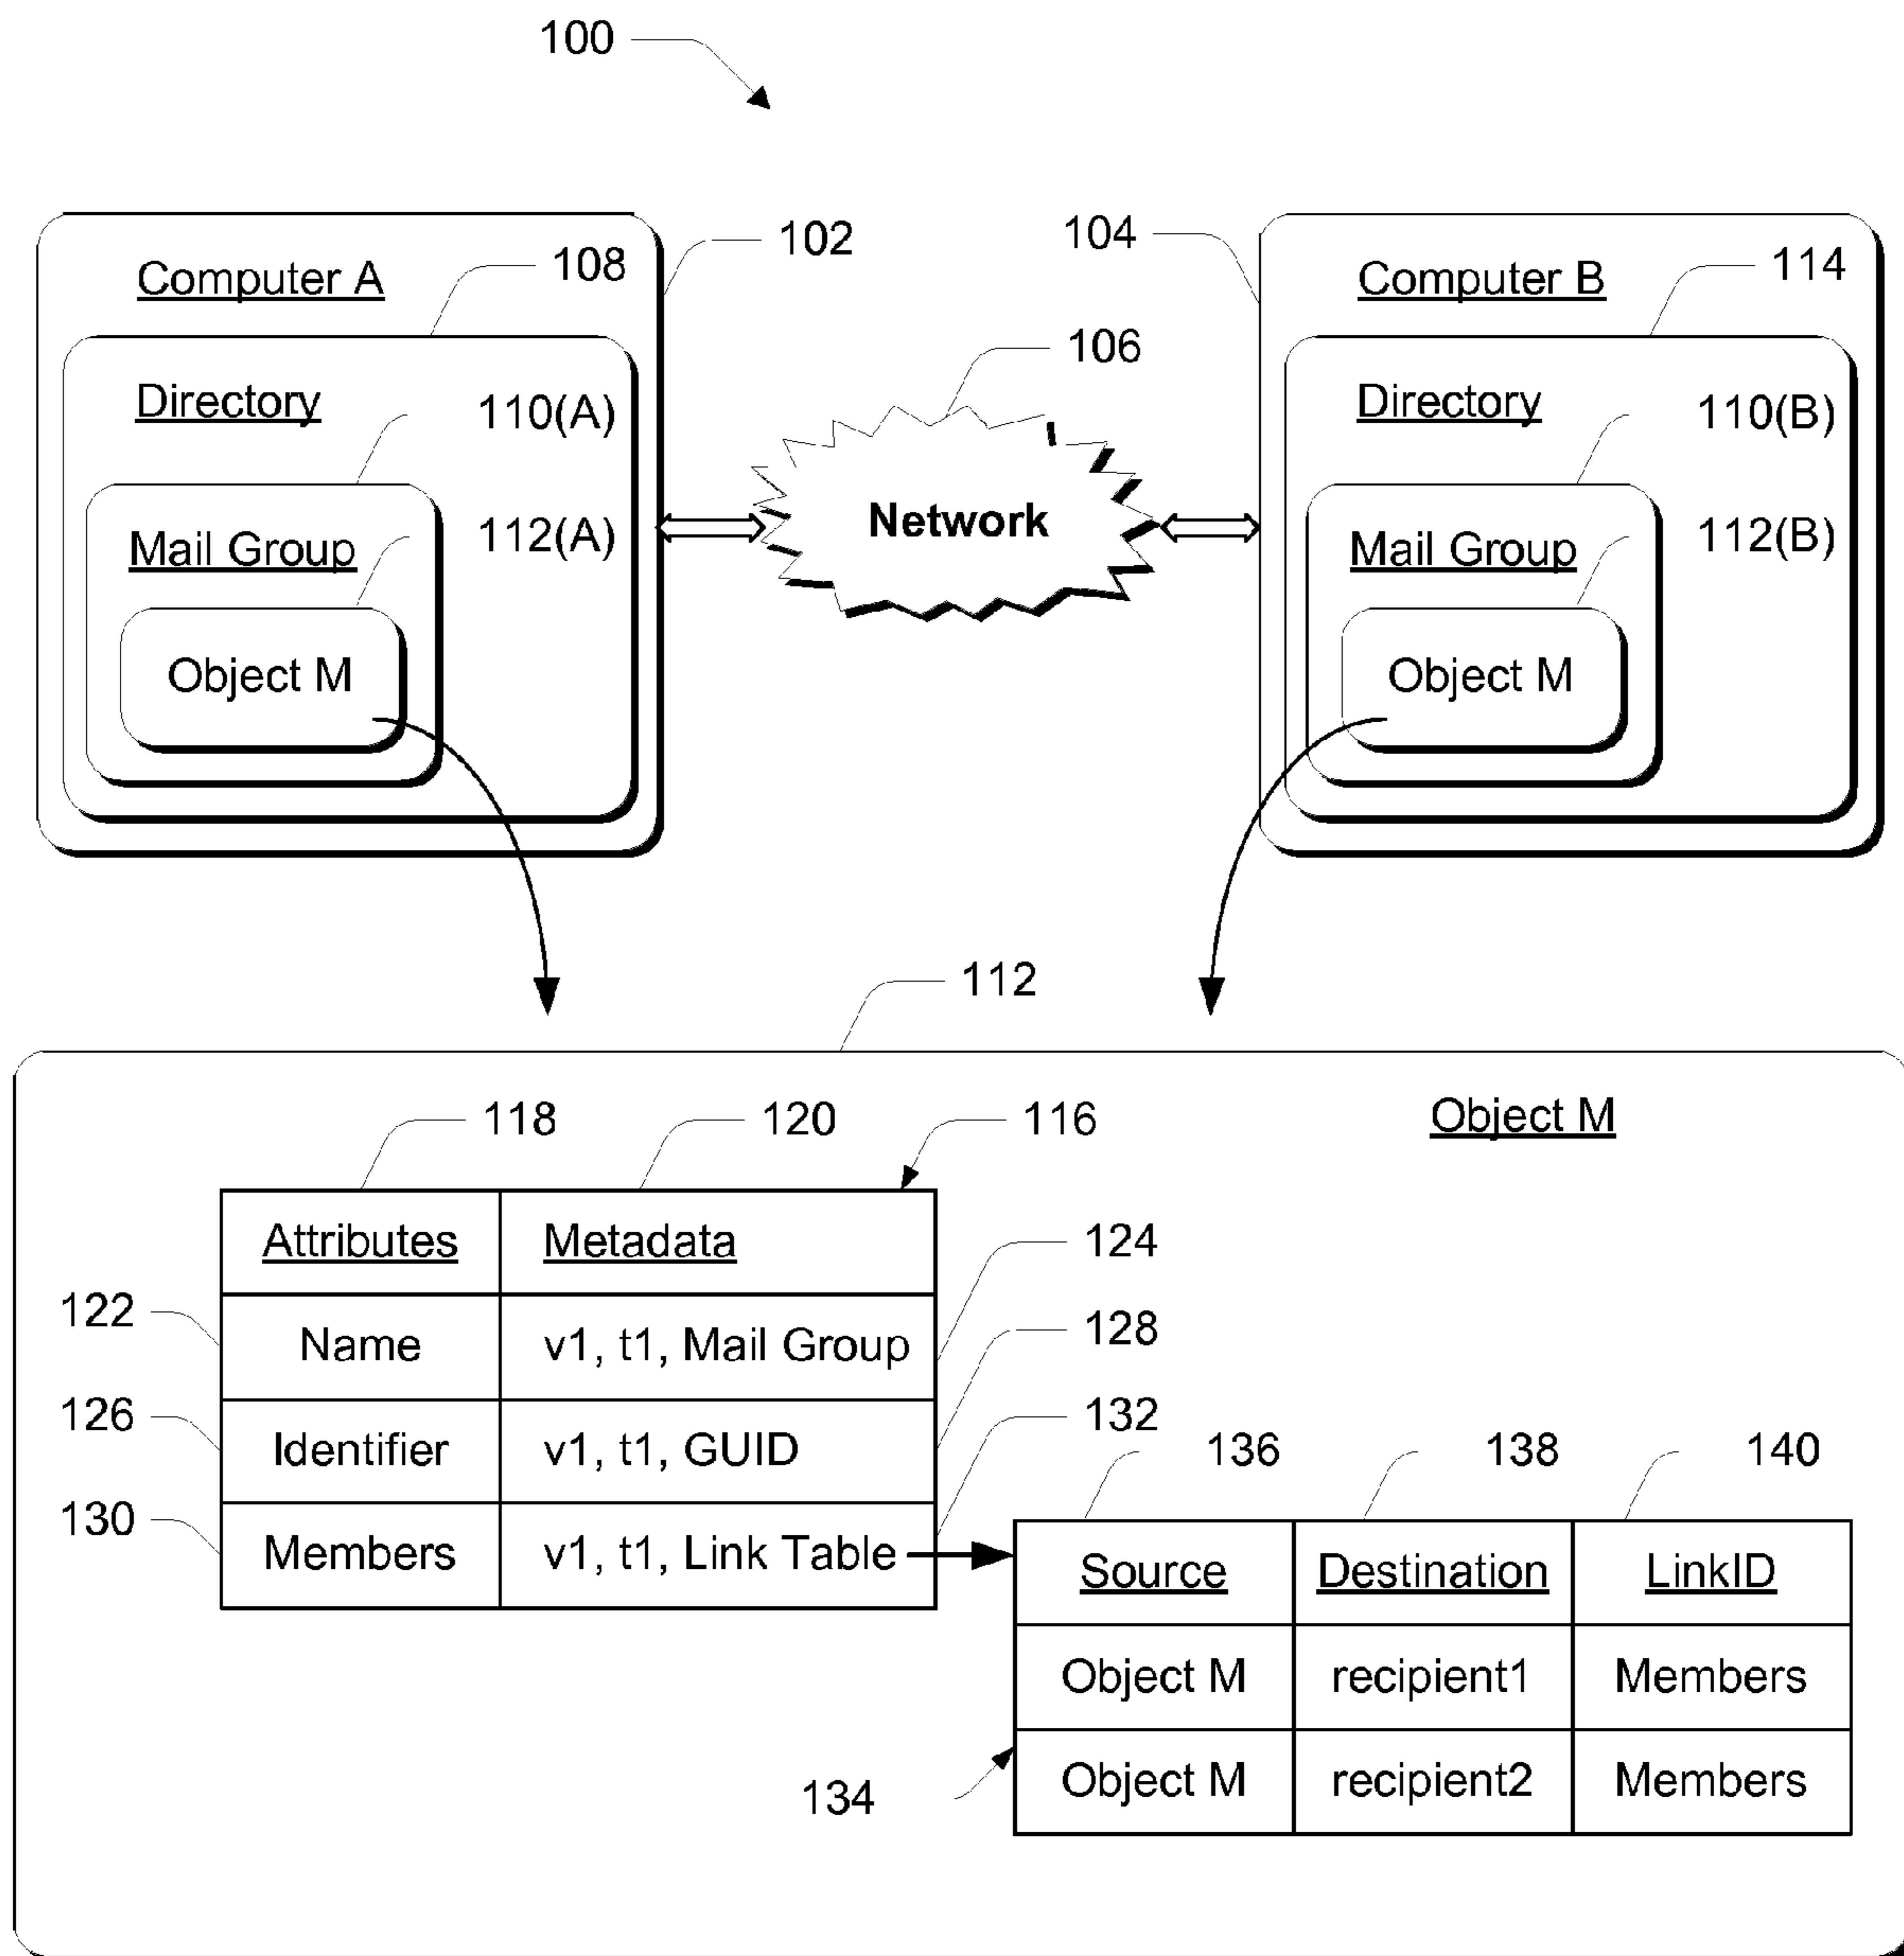 100
102
104
Computer A
108
Computer B
114
106
Directory
110(A)
Directory
110(B)
Network
Mail Group
112(A)
Mail Group
112(B)
Object M
Object M
112
118
120
116
Object M
Attributes
Metadata
124
122
Name
v1, t1, Mail Group
128
126
Identifier
v1, t1, GUID
132
136
138
140
130
Members
v1, t1, Link Table
Source
Destination
LinkID
Object M
recipient1
Members
134
Object M
recipient2
Members